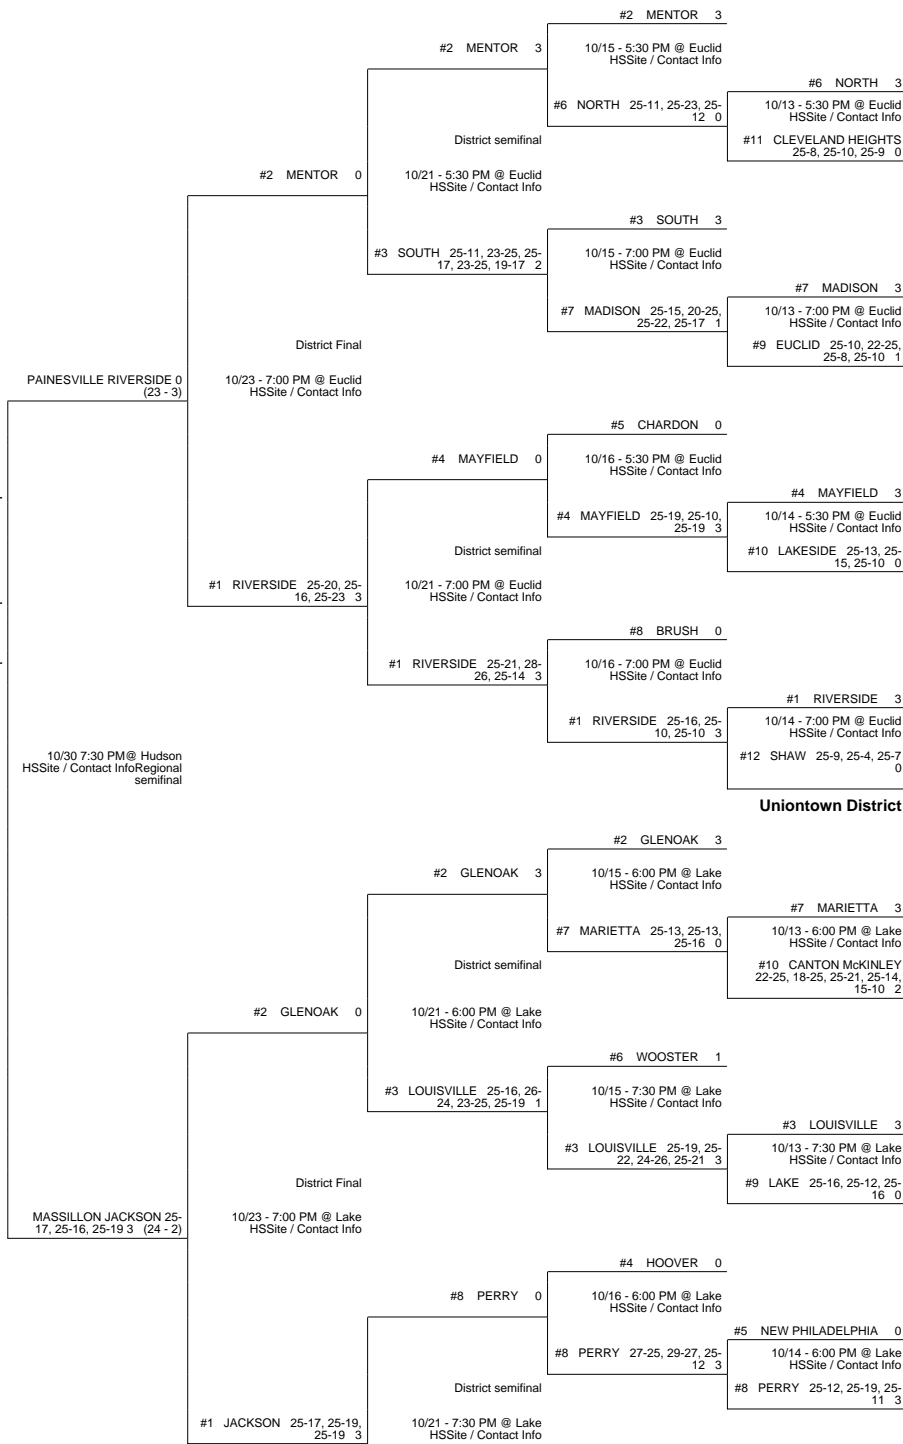 #2 MENTOR 3
#2 MENTOR 3
10/15 - 5:30 PM @ Euclid
HSSite / Contact Info
#6 NORTH 3
#6 NORTH 25-11, 25-23, 25-
12 0
10/13 - 5:30 PM @ Euclid
HSSite / Contact Info
District semifinal
#11 CLEVELAND HEIGHTS
25-8, 25-10, 25-9 0
#2 MENTOR 0
10/21 - 5:30 PM @ Euclid
HSSite / Contact Info
#3 SOUTH 3
#3 SOUTH 25-11, 23-25, 25-
17, 23-25, 19-17 2
10/15 - 7:00 PM @ Euclid
HSSite / Contact Info
#7 MADISON 3
#7 MADISON 25-15, 20-25,
25-22, 25-17 1
10/13 - 7:00 PM @ Euclid
HSSite / Contact Info
District Final
#9 EUCLID 25-10, 22-25,
25-8, 25-10 1
PAINESVILLE RIVERSIDE 0
(23 - 3)
10/23 - 7:00 PM @ Euclid
HSSite / Contact Info
#5 CHARDON 0
#4 MAYFIELD 0
10/16 - 5:30 PM @ Euclid
HSSite / Contact Info
#4 MAYFIELD 3
#4 MAYFIELD 25-19, 25-10,
25-19 3
10/14 - 5:30 PM @ Euclid
HSSite / Contact Info
District semifinal
#10 LAKESIDE 25-13, 25-
15, 25-10 0
#1 RIVERSIDE 25-20, 25-
16, 25-23 3
10/21 - 7:00 PM @ Euclid
HSSite / Contact Info
#8 BRUSH 0
#1 RIVERSIDE 25-21, 28-
26, 25-14 3
10/16 - 7:00 PM @ Euclid
HSSite / Contact Info
#1 RIVERSIDE 3
#1 RIVERSIDE 25-16, 25-
10, 25-10 3
10/14 - 7:00 PM @ Euclid
HSSite / Contact Info
10/30 7:30 PM@ Hudson
HSSite / Contact InfoRegional
semifinal
#12 SHAW 25-9, 25-4, 25-7
0
Uniontown District
#2 GLENOAK 3
#2 GLENOAK 3
10/15 - 6:00 PM @ Lake
HSSite / Contact Info
#7 MARIETTA 3
#7 MARIETTA 25-13, 25-13,
25-16 0
10/13 - 6:00 PM @ Lake
HSSite / Contact Info
District semifinal
#10 CANTON McKINLEY
22-25, 18-25, 25-21, 25-14,
15-10 2
#2 GLENOAK 0
10/21 - 6:00 PM @ Lake
HSSite / Contact Info
#6 WOOSTER 1
#3 LOUISVILLE 25-16, 26-
24, 23-25, 25-19 1
10/15 - 7:30 PM @ Lake
HSSite / Contact Info
#3 LOUISVILLE 3
#3 LOUISVILLE 25-19, 25-
22, 24-26, 25-21 3
10/13 - 7:30 PM @ Lake
HSSite / Contact Info
District Final
#9 LAKE 25-16, 25-12, 25-
16 0
MASSILLON JACKSON 25-
17, 25-16, 25-19 3 (24 - 2)
10/23 - 7:00 PM @ Lake
HSSite / Contact Info
#4 HOOVER 0
#8 PERRY 0
10/16 - 6:00 PM @ Lake
HSSite / Contact Info
#5 NEW PHILADELPHIA 0
#8 PERRY 27-25, 29-27, 25-
12 3
10/14 - 6:00 PM @ Lake
HSSite / Contact Info
District semifinal
#8 PERRY 25-12, 25-19, 25-
11 3
#1 JACKSON 25-17, 25-19,
25-19 3
10/21 - 7:30 PM @ Lake
HSSite / Contact Info